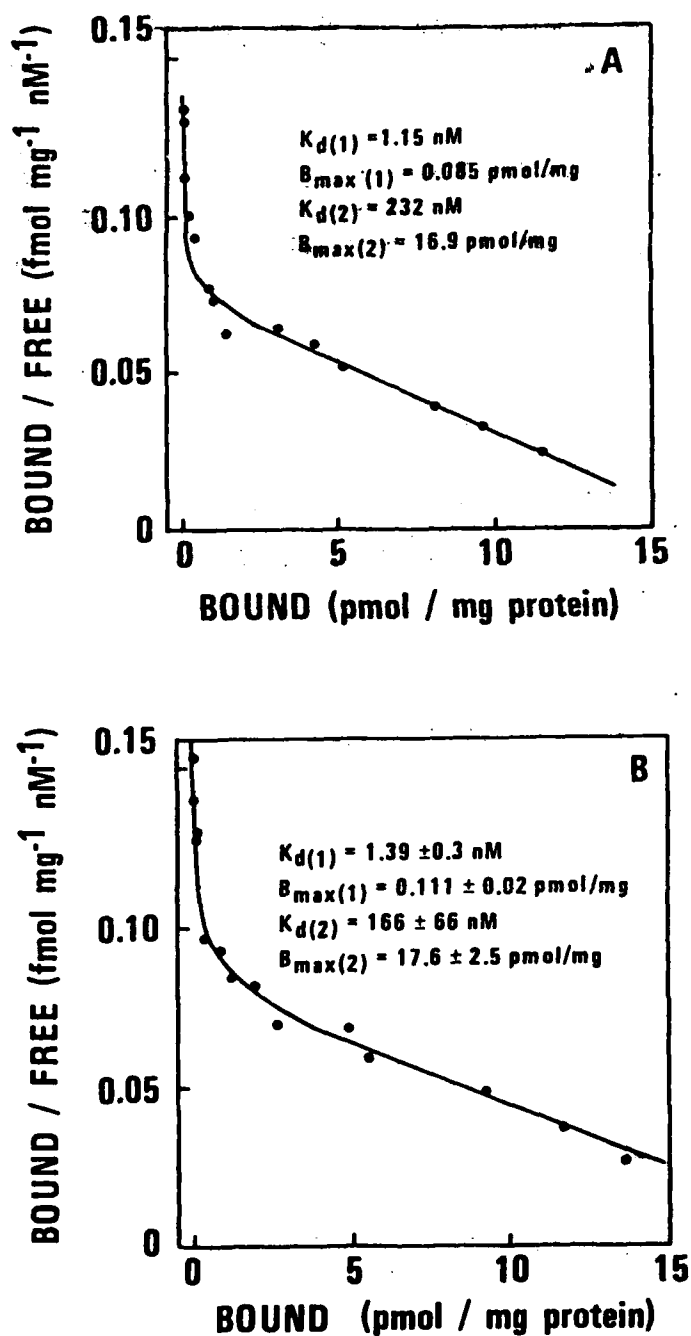 0.15
A
Kd(1) = 1.15 nM
Bmax (1) = 0.085 pmol/mg
Kd(2) = 232 nM
Bmax(2) = 16.9 pmol/mg
0.10
0.05
0
BOUND / FREE (fmol mg-1 nM-1)
0 5 10 15
BOUND (pmol / mg protein)
0.15
B
Kd(1) = 1.39 ±0.3 nM
Bmax(1) = 0.111 ± 0.02 pmol/mg
Kd(2) = 166 ± 66 nM
Bmax(2) = 17.6 ± 2.5 pmol/mg
0.10
0.05
0
BOUND / FREE (fmol mg-1 nM-1)
0 5 10 15
BOUND (pmol / mg protein)